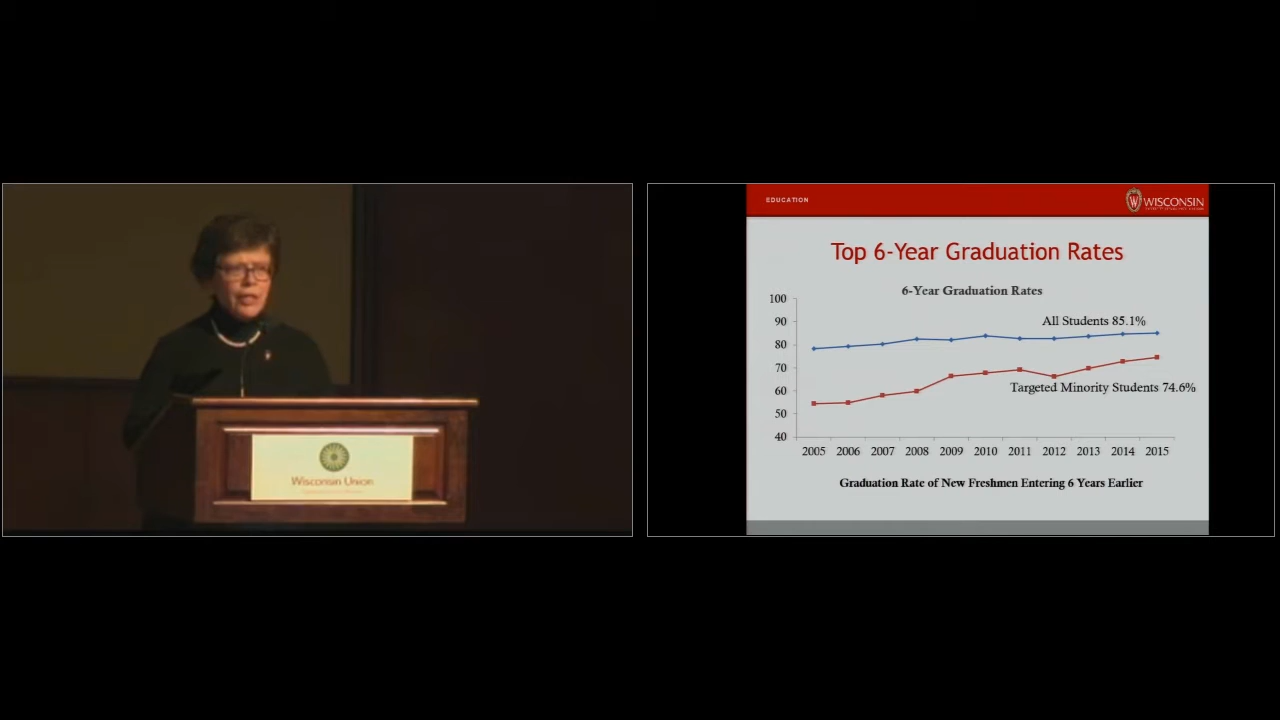 Wisconsin Union
EDUCATION
WISCONSIN
Top 6-Year Graduation Rates
6-Year Graduation Rates
100
90
80
70
60
50
40
All Students 85.1%
Targeted Minority Students 74.6%
2005 2006 2007 2008 2009 2010 2011 2012 2013 2014 2015
Graduation Rate of New Freshmen Entering 6 Years Earlier